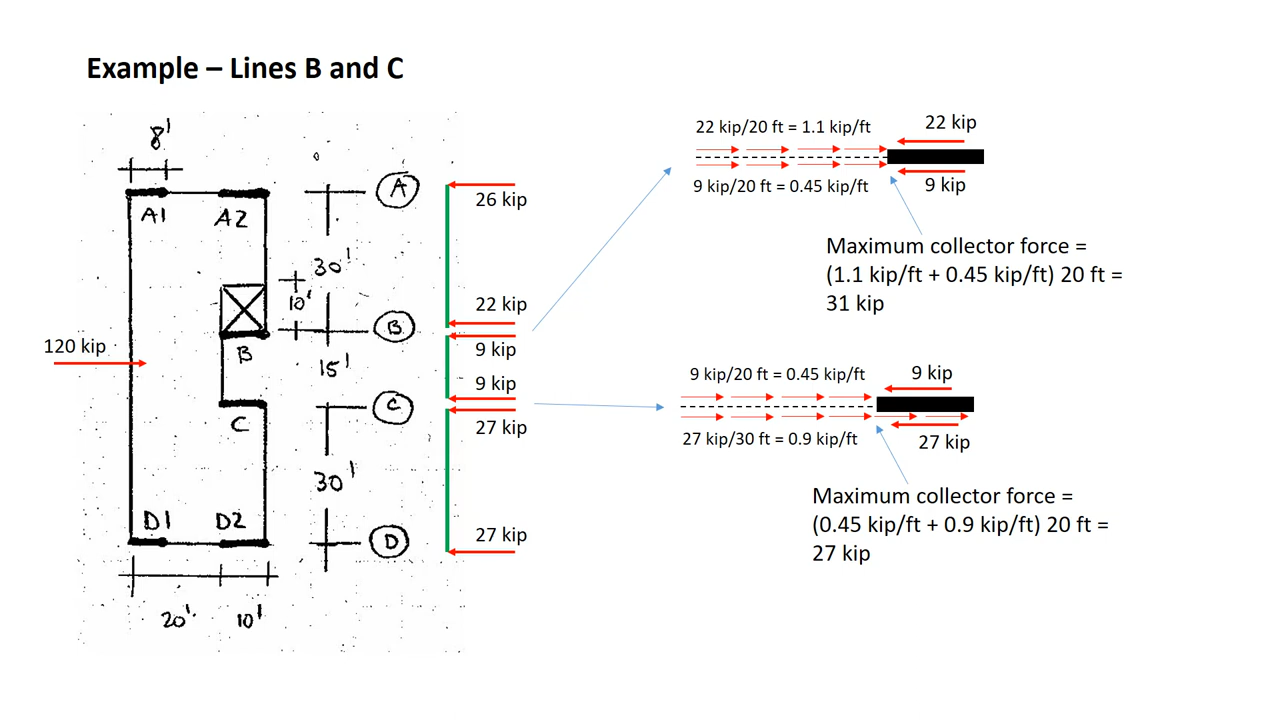 Example – Lines B and C
8'
A1
A2
A
30'
10'
B
B
15'
C
C
30'
D1
D2
D
20'
10'
120 kip
26 kip
22 kip
9 kip
9 kip
27 kip
27 kip
22 kip/20 ft = 1.1 kip/ft
22 kip
9 kip/20 ft = 0.45 kip/ft
9 kip
Maximum collector force =
(1.1 kip/ft + 0.45 kip/ft) 20 ft =
31 kip
9 kip/20 ft = 0.45 kip/ft
9 kip
27 kip/30 ft = 0.9 kip/ft
27 kip
Maximum collector force =
(0.45 kip/ft + 0.9 kip/ft) 20 ft =
27 kip